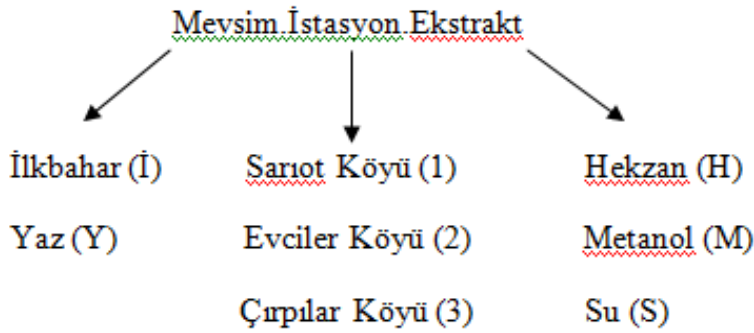 Mevsim.İstasyon.Ekstrakt
İlkbahar (İ) Sarıot Köyü (1) Hekzan (H)
Yaz (Y) Evciler Köyü (2) Metanol (M)
Çırpılar Köyü (3) Su (S)